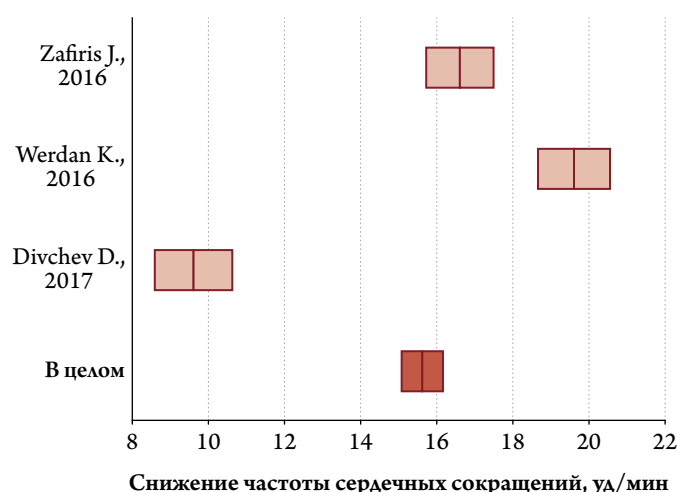 Zafiris J.,
2016
Werdan K.,
2016
Divchev D.,
2017
В целом
8 10 12 14 16 18 20 22
Снижение частоты сердечных сокращений, уд/мин